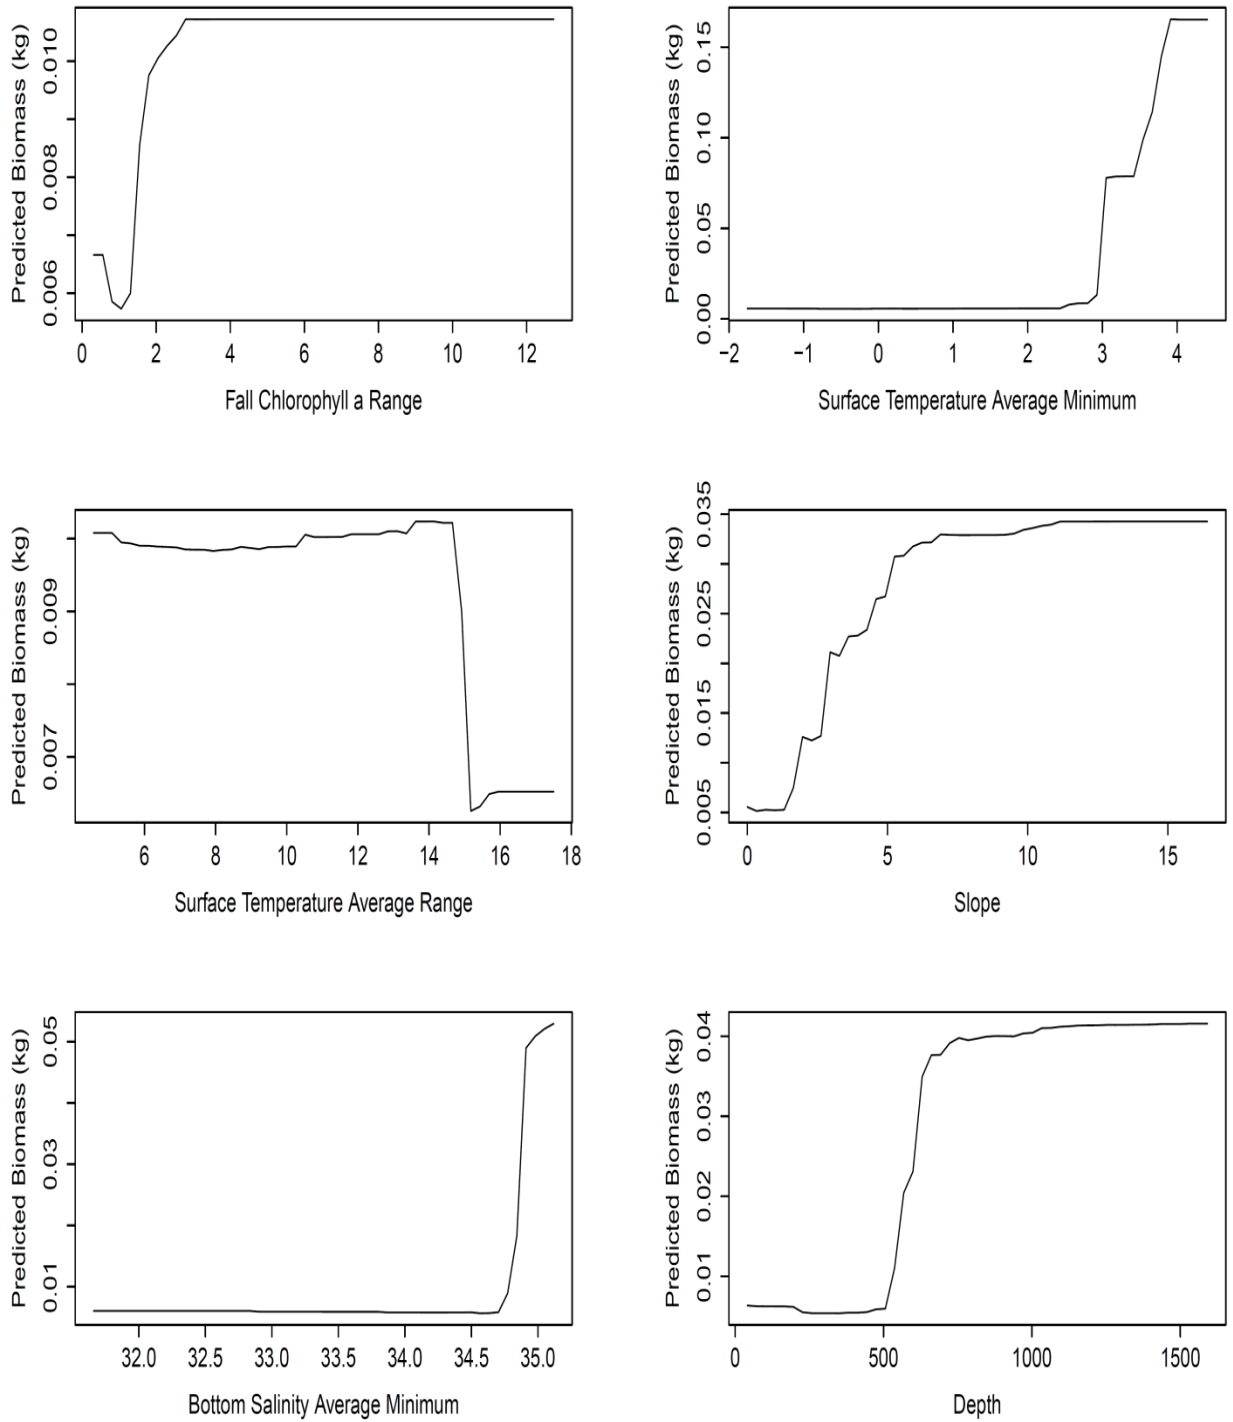 Predicted Biomass (kg)
0.010
0.008
0.006
0 2 4 6 8 10 12
Fall Chlorophyll a Range
Predicted Biomass (kg)
0.15
0.10
0.05
0.00
−2 −1 0 1 2 3 4
Surface Temperature Average Minimum
Predicted Biomass (kg)
0.009
0.007
6 8 10 12 14 16 18
Surface Temperature Average Range
Predicted Biomass (kg)
0.035
0.025
0.015
0.005
0 5 10 15
Slope
Predicted Biomass (kg)
0.05
0.03
0.01
32.0 32.5 33.0 33.5 34.0 34.5 35.0
Bottom Salinity Average Minimum
Predicted Biomass (kg)
0.04
0.03
0.02
0.01
0 500 1000 1500
Depth